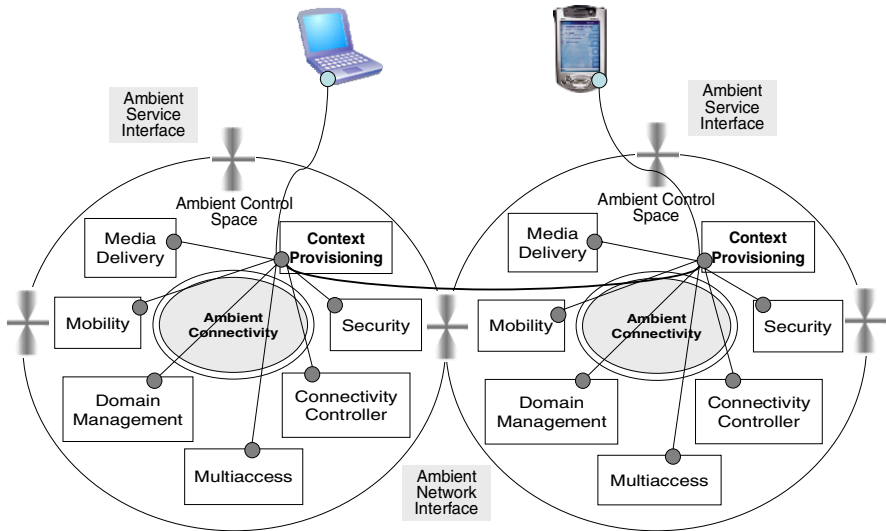 Ambient
Service
Interface
Ambient
Service
Interface
Ambient Control
Space
Media
Delivery
Context
Provisioning
Mobility
Ambient
Connectivity
Security
Domain
Management
Connectivity
Controller
Multiaccess
Ambient Control
Space
Media
Delivery
Context
Provisioning
Mobility
Ambient
Connectivity
Security
Domain
Management
Connectivity
Controller
Multiaccess
Ambient
Network
Interface